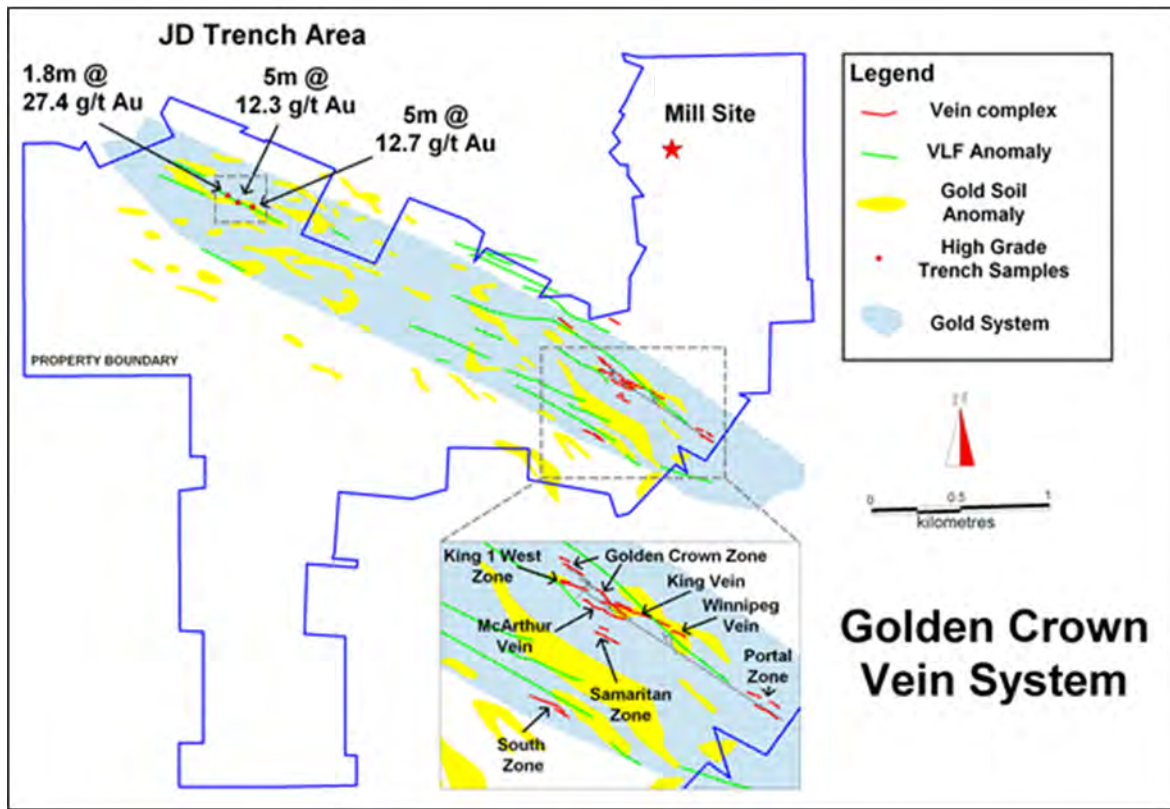 JD Trench Area
1.8m @
27.4 g/t Au
5m @
12.3 g/t Au
5m @
12.7 g/t Au
Mill Site
Legend
Vein complex
VLF Anomaly
Gold Soil
Anomaly
High Grade
Trench Samples
Gold System
PROPERTY BOUNDARY
0
0.5
1
kilometres
King 1 West
Zone
Golden Crown Zone
King Vein
Winnipeg
Vein
McArthur
Vein
Portal
Zone
Samaritan
Zone
South
Zone
Golden Crown
Vein System